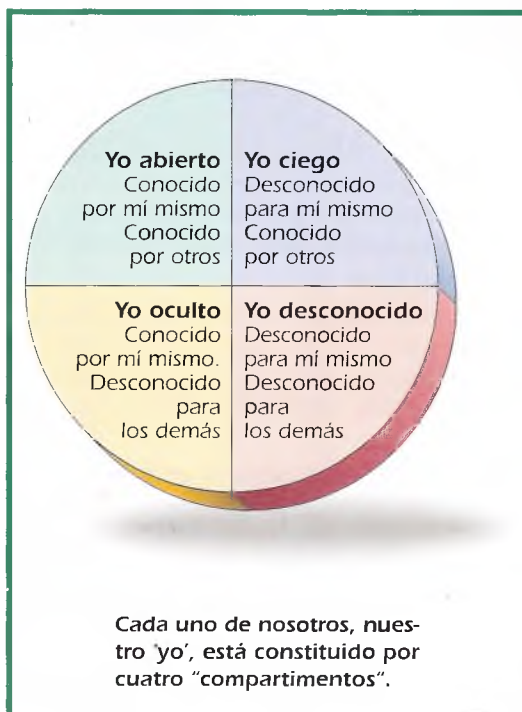 Yo abierto
Conocido
por mí mismo
Conocido
por otros
Yo ciego
Desconocido
para mí mismo
Conocido
por otros
Yo oculto
Conocido
por mí mismo.
Desconocido
para
los demás
Yo desconocido
Desconocido
para mí mismo
Desconocido
para
los demás
Cada uno de nosotros, nues-
tro 'yo', está constituido por
cuatro "compartimentos".